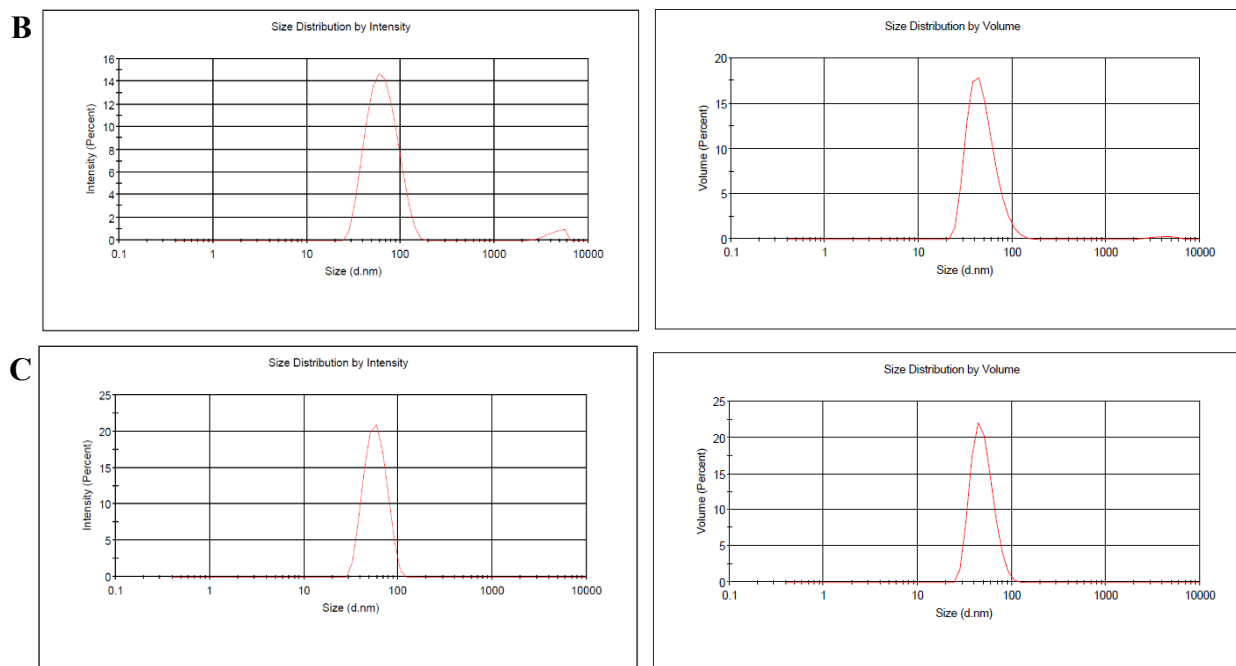 B
Size Distribution by Intensity
16
14
12
10
8
6
4
2
0
Intensity (Percent)
0.1 1 10 100 1000 10000
Size (d.nm)
Size Distribution by Volume
20
15
10
5
0
Volume (Percent)
0.1 1 10 100 1000 10000
Size (d.nm)
C
Size Distribution by Intensity
25
20
15
10
5
0
Intensity (Percent)
0.1 1 10 100 1000 10000
Size (d.nm)
Size Distribution by Volume
25
20
15
10
5
0
Volume (Percent)
0.1 1 10 100 1000 10000
Size (d.nm)